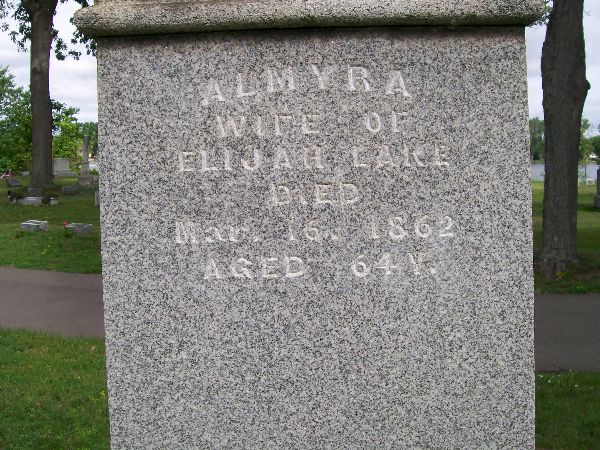 ALMYRA
WIFE OF
ELIJAH LAKE
DIED
Mar. 16. 1862
AGED 64 Y.